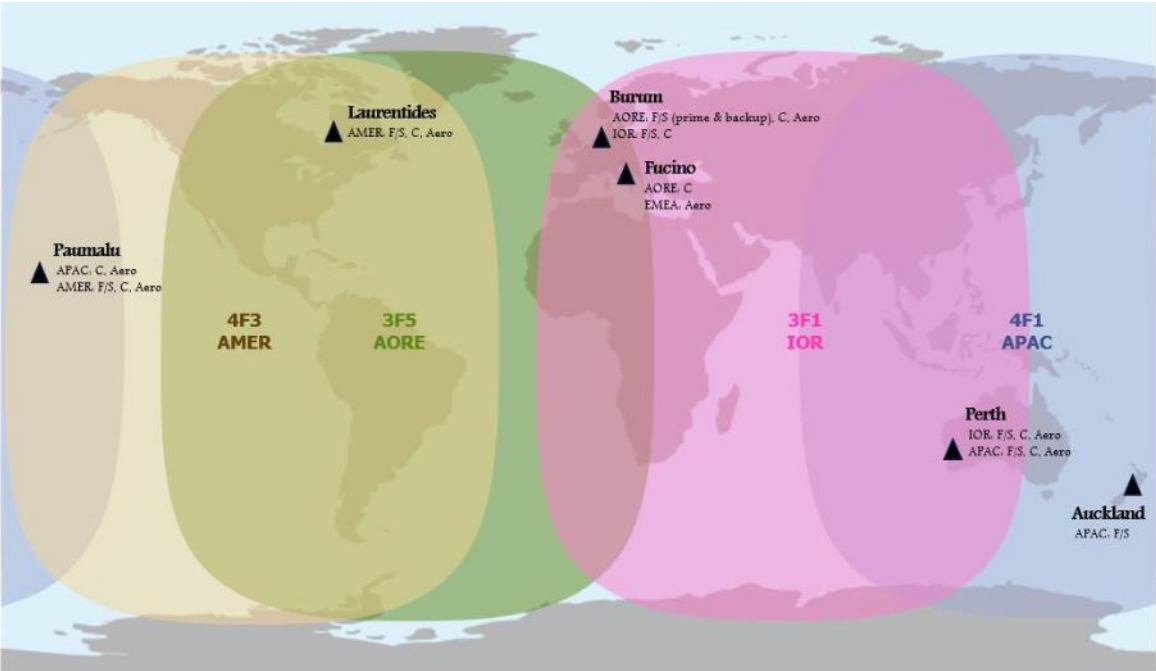 Laurentides
AMER: F/S, C, Aero
Burum
AORE: F/S (prime & backup), C, Aero
IOR: F/S, C
Fucino
AORE: C
EMEA: Aero
Paumalu
APAC: C, Aero
AMER: F/S, C, Aero
4F3
AMER
3F5
AORE
3F1
IOR
4F1
APAC
Perth
IOR: F/S, C, Aero
APAC: F/S, C, Aero
Auckland
APAC: F/S